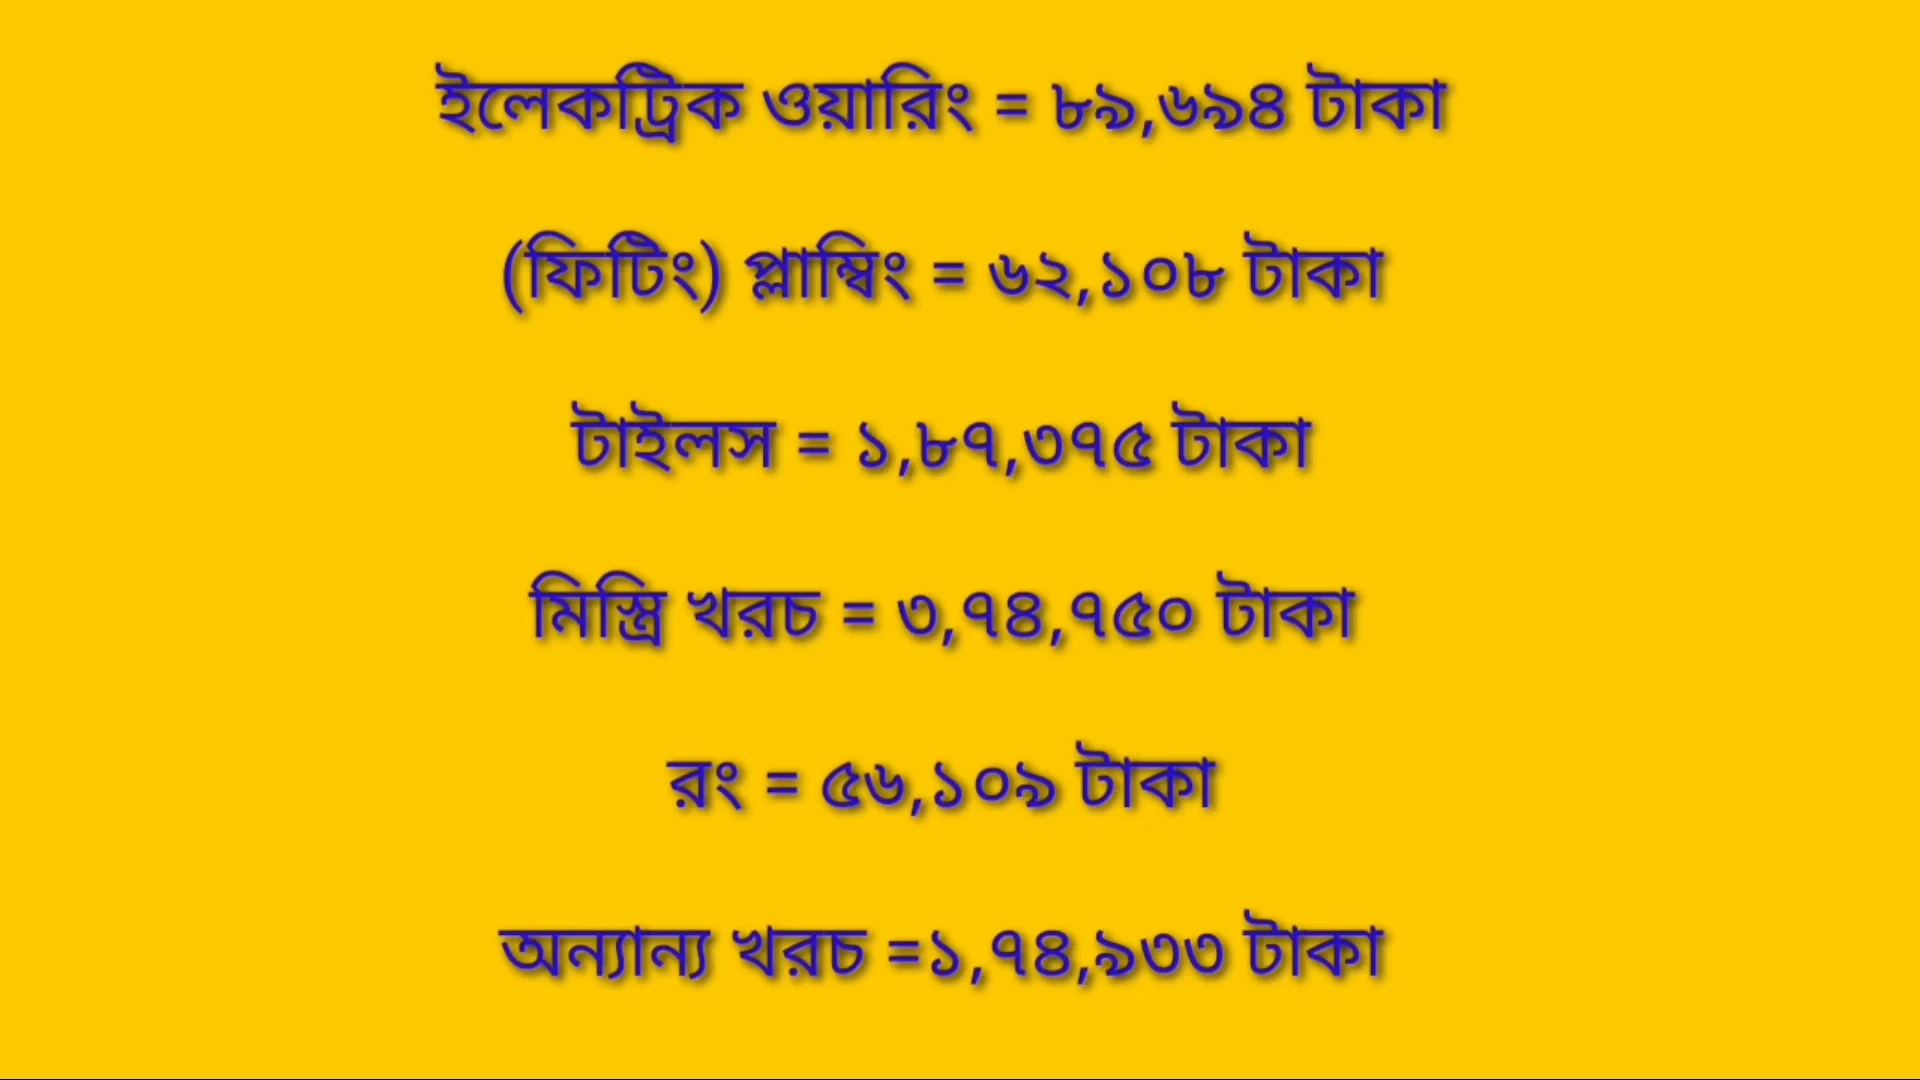 ইলেকট্রিক ওয়ারিং = ৮৯,৬৯৪ টাকা
(ফিটিং) প্লাম্বিং = ৬২,১০৮ টাকা
টাইলস = ১,৮৭,৩৭৫ টাকা
মিস্ত্রি খরচ = ৩,৭৪,৭৫০ টাকা
রং = ৫৬,১০৯ টাকা
অন্যান্য খরচ =১,৭৪,৯৩৩ টাকা